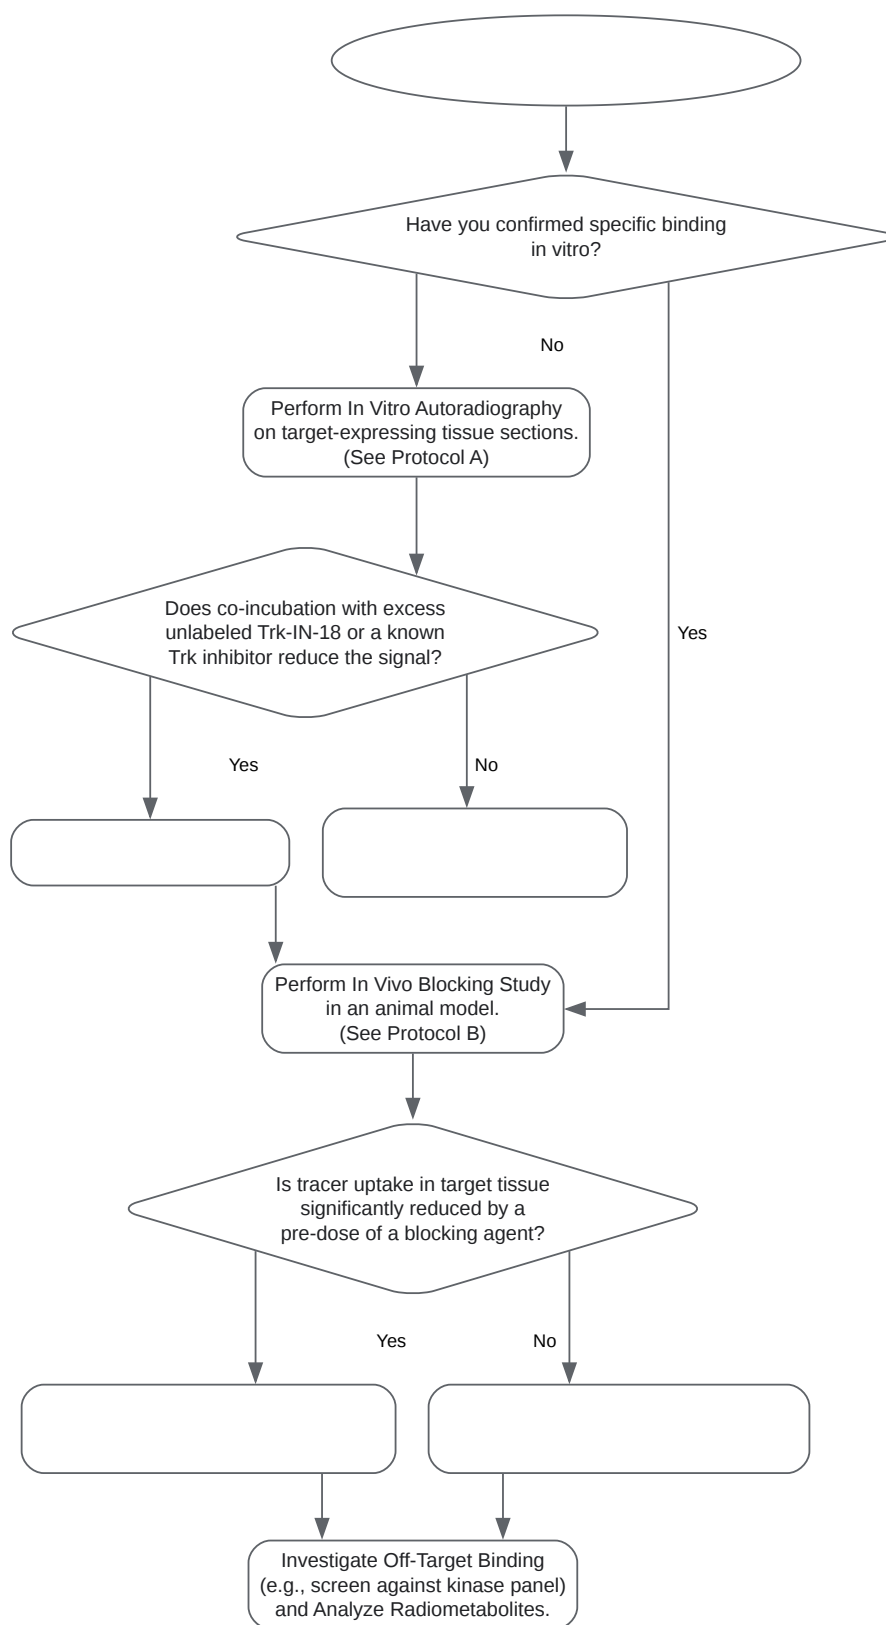 Have you confirmed specific binding
in vitro?
No
Perform In Vitro Autoradiography
on target-expressing tissue sections.
(See Protocol A)
Does co-incubation with excess
unlabeled Trk-IN-18 or a known
Trk inhibitor reduce the signal?
Yes
Yes
No
Perform In Vivo Blocking Study
in an animal model.
(See Protocol B)
Is tracer uptake in target tissue
significantly reduced by a
pre-dose of a blocking agent?
Yes
No
Investigate Off-Target Binding
(e.g., screen against kinase panel)
and Analyze Radiometabolites.